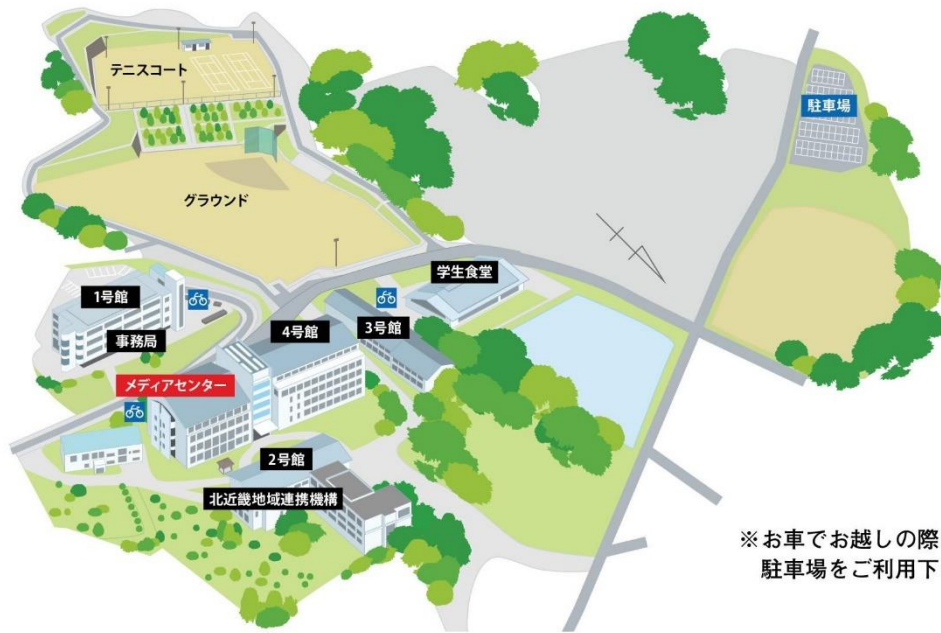 テニスコート
駐車場
グラウンド
学生食堂
1号館
4号館
3号館
事務局
メディアセンター
2号館
北近畿地域連携機構
※お車でお越しの際
駐車場をご利用下